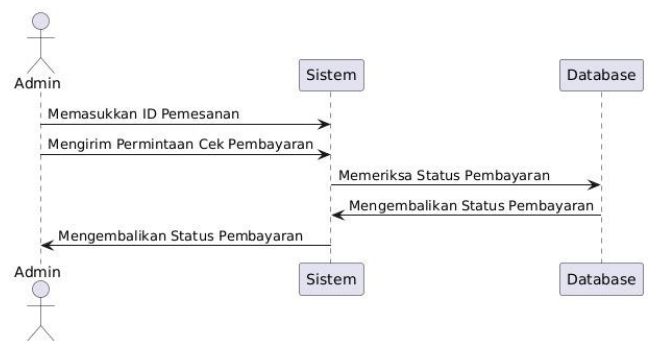 Admin
Sistem
Database
Memasukkan ID Pemesanan
Mengirim Permintaan Cek Pembayaran
Memeriksa Status Pembayaran
Mengembalikan Status Pembayaran
Mengembalikan Status Pembayaran
Admin
Sistem
Database